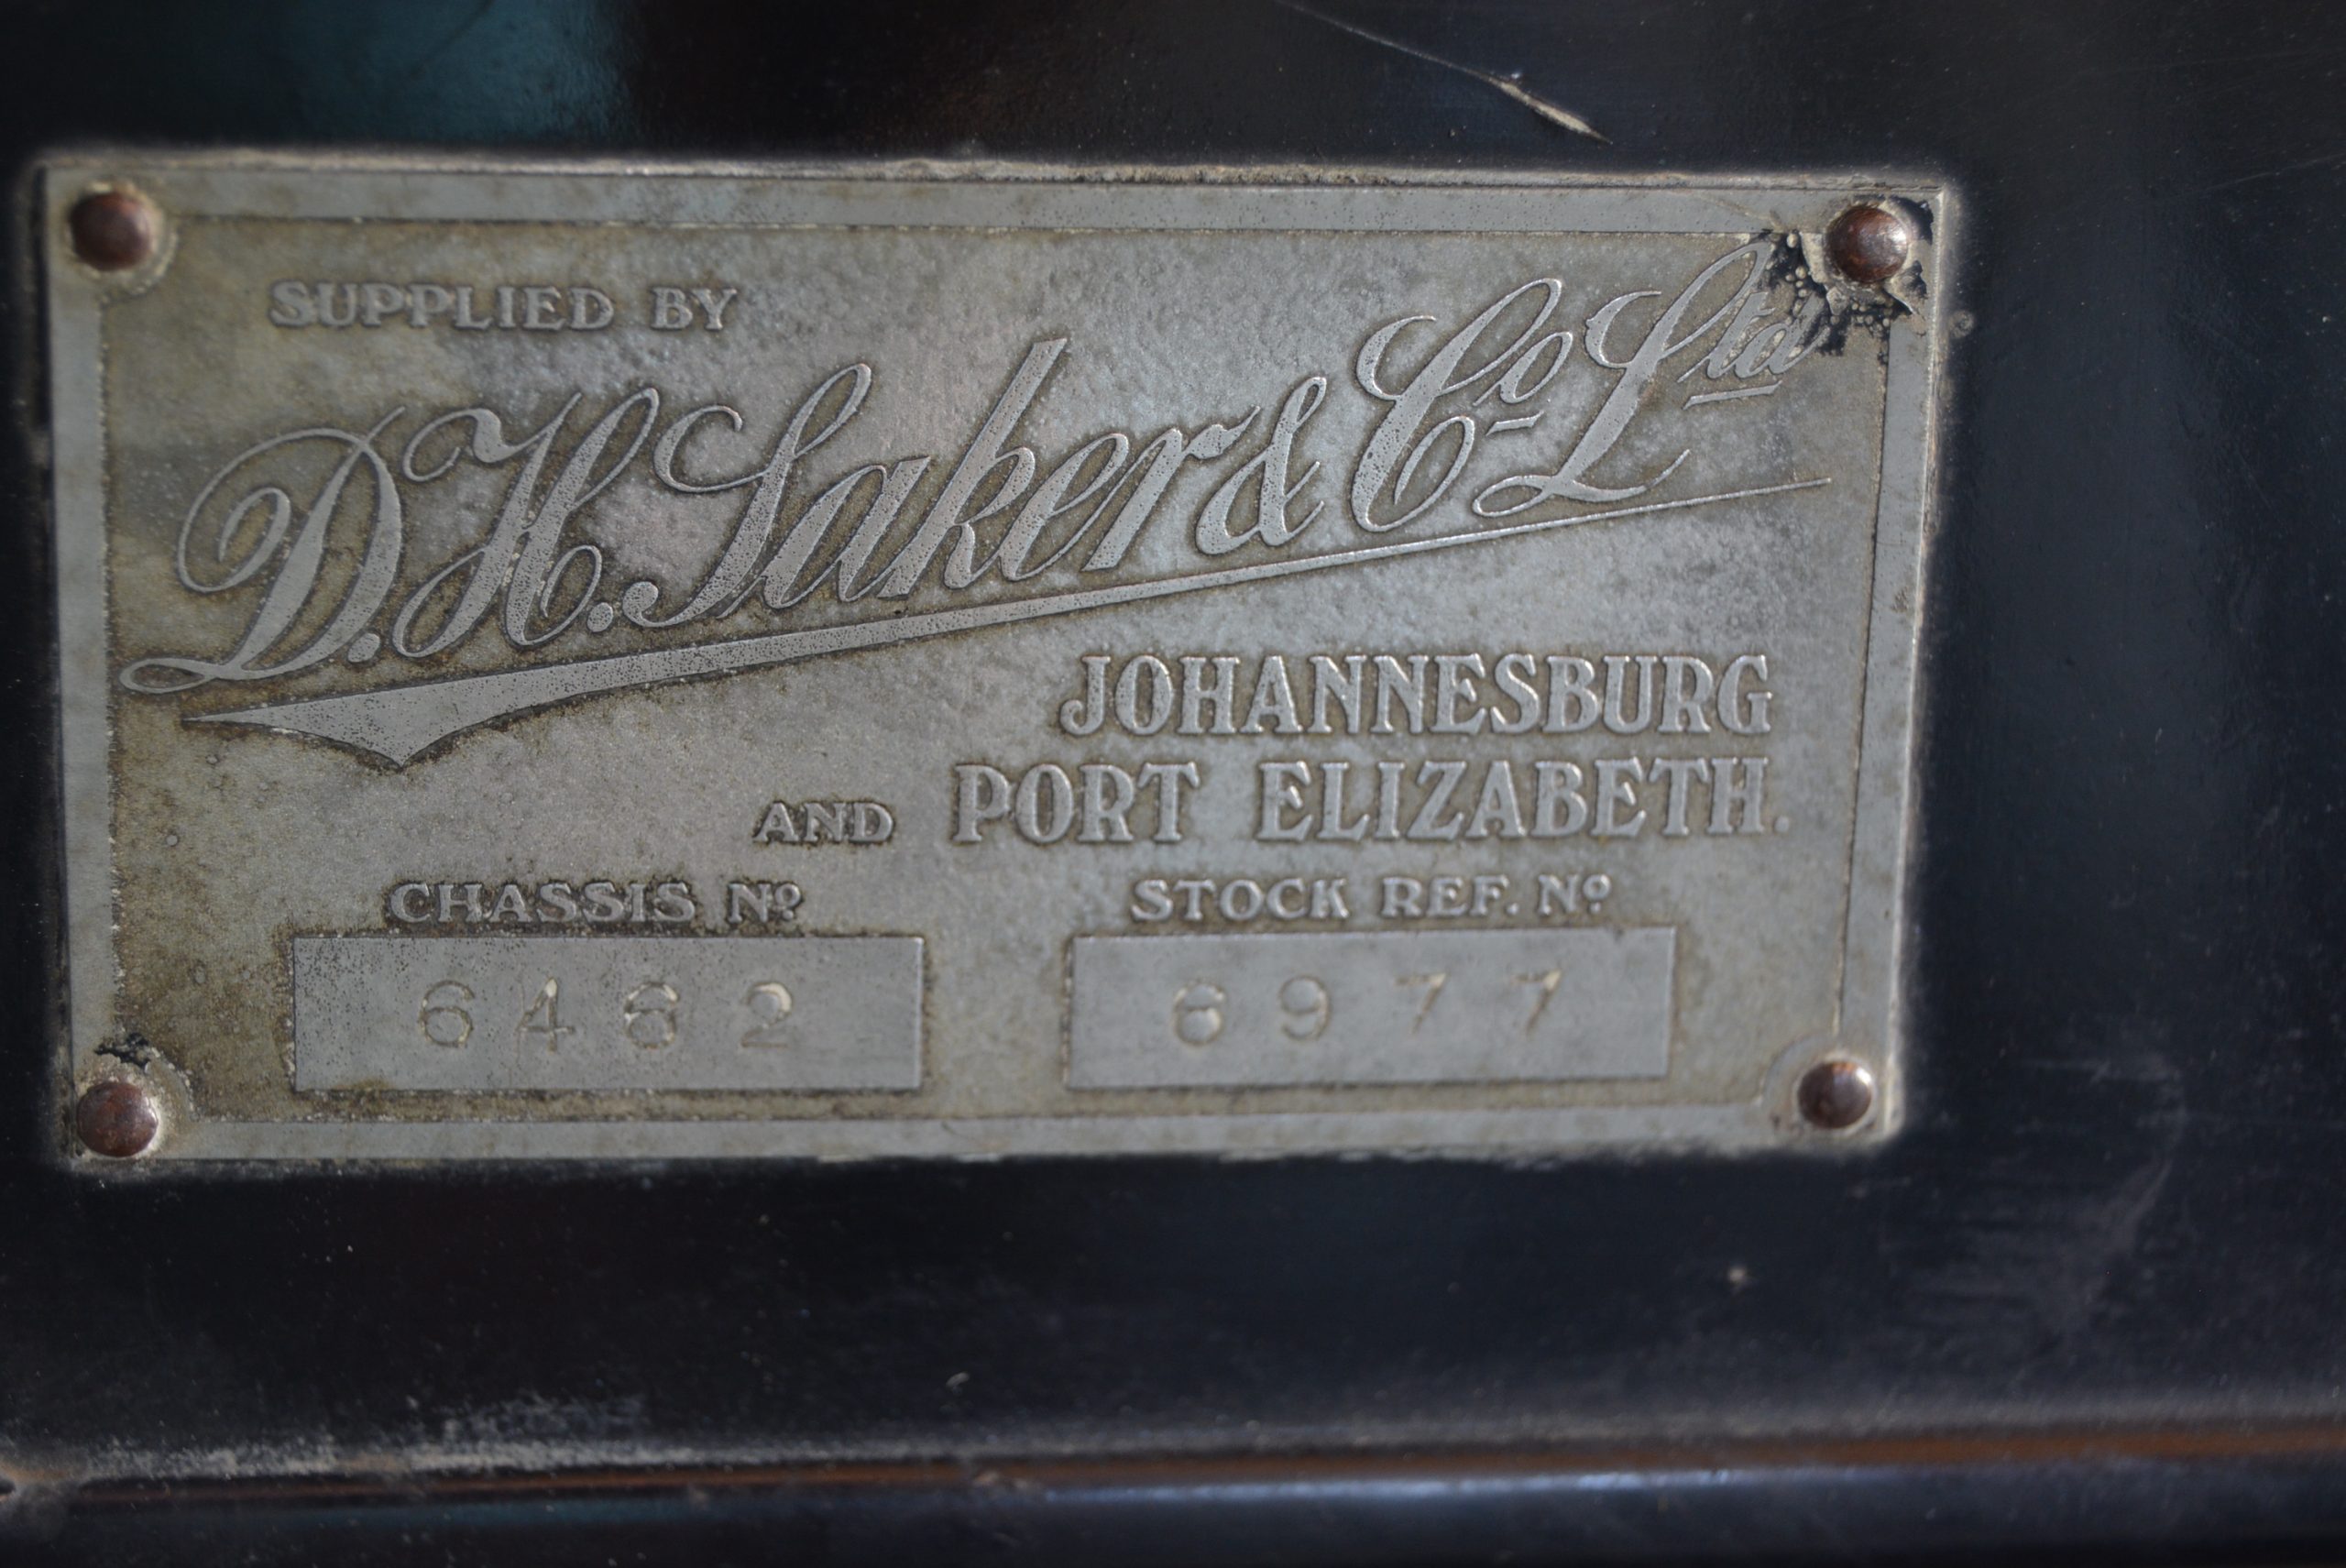 SUPPLIED BY
D.H. Saker & Co Ltd
JOHANNESBURG
AND PORT ELIZABETH.
CHASSIS No STOCK REF. No
6462 6977